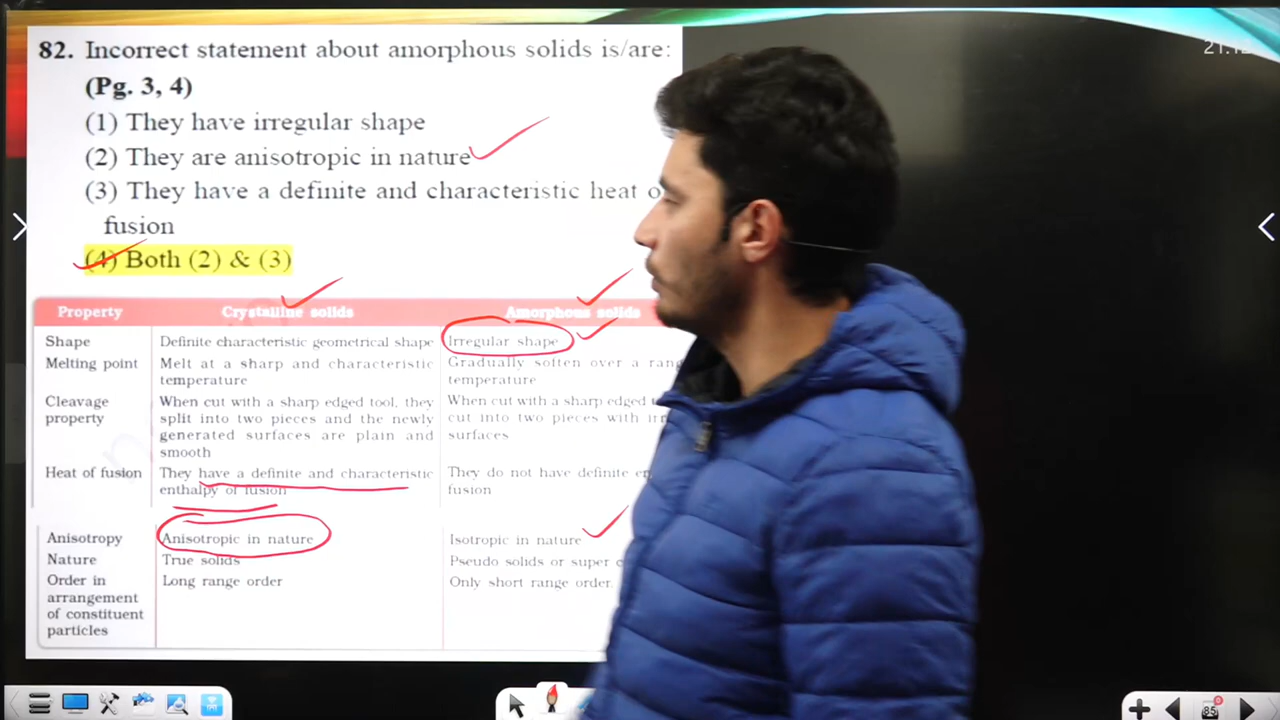 21.
82. Incorrect statement about amorphous solids is/are:
(Pg. 3, 4)
(1) They have irregular shape
(2) They are anisotropic in nature
(3) They have a definite and characteristic heat
fusion
(4) Both (2) & (3)
Property Crystalline solids Amorphous solids
Shape Definite characteristic geometrical shape Irregular shape
Melting point Melt at a sharp and characteristic Gradually soften over a
temperature temperature
Cleavage When cut with a sharp edged tool, they When cut with a sharp edged
property split into two pieces and the newly cut into two pieces with
generated surfaces are plain and surfaces
smooth
Heat of fusion They have a definite and characteristic They do not have definite
enthalpy of fusion fusion
Anisotropy Anisotropic in nature Isotropic in nature
Nature True solids Pseudo solids or super
Order in Long range order Only short range order.
arrangement
of constituent
particles
85